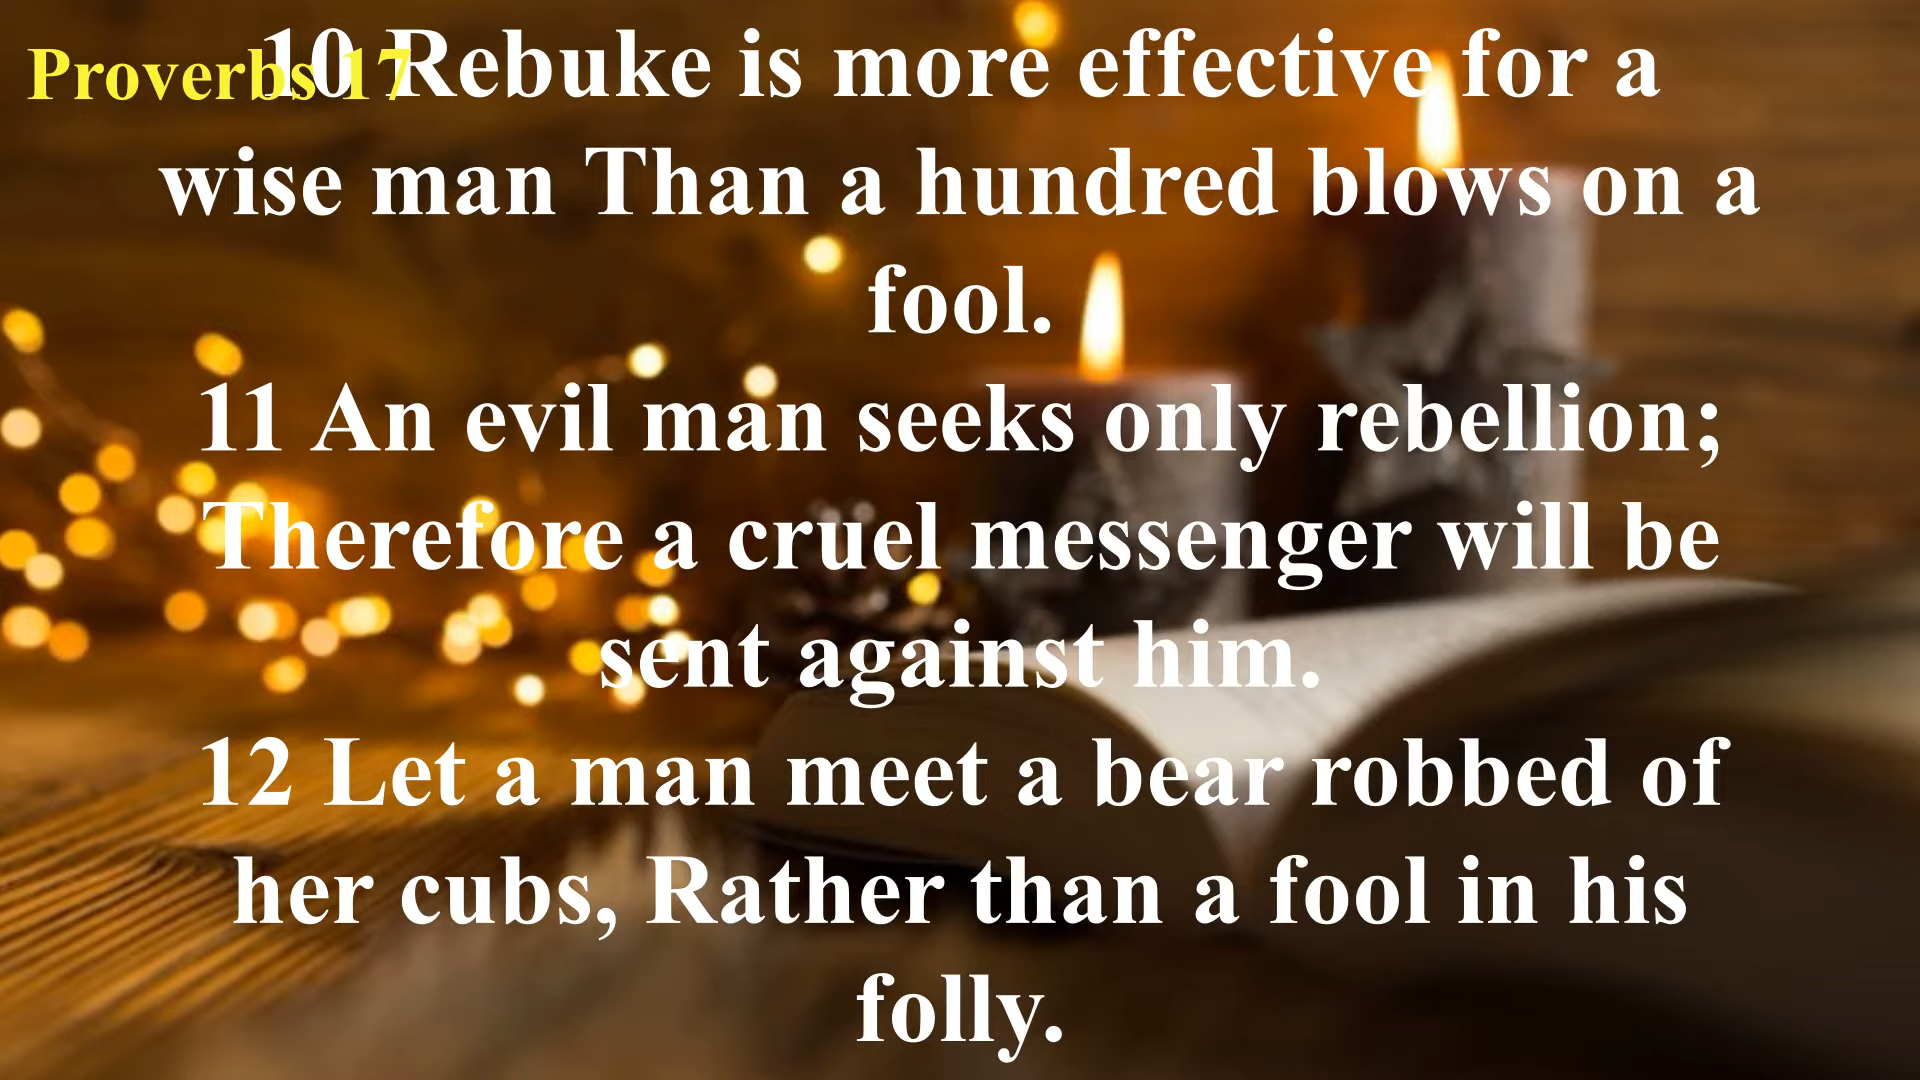 Proverbs 17
10 Rebuke is more effective for a
wise man Than a hundred blows on a
fool.
11 An evil man seeks only rebellion;
Therefore a cruel messenger will be
sent against him.
12 Let a man meet a bear robbed of
her cubs, Rather than a fool in his
folly.